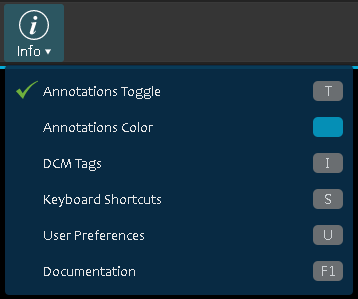 Info ▾
Annotations Toggle T
Annotations Color
DCM Tags I
Keyboard Shortcuts S
User Preferences U
Documentation F1